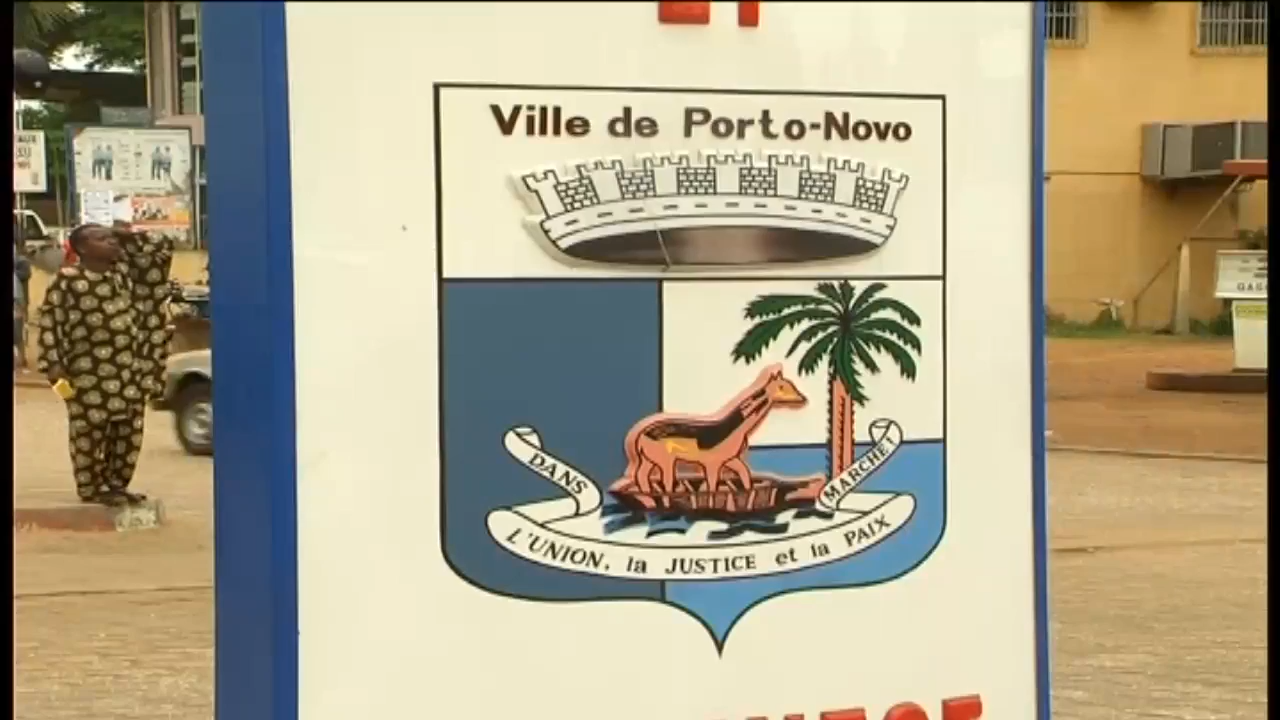 Ville de Porto-Novo
DANS
L'UNION, la JUSTICE et la PAIX
MARCHE!